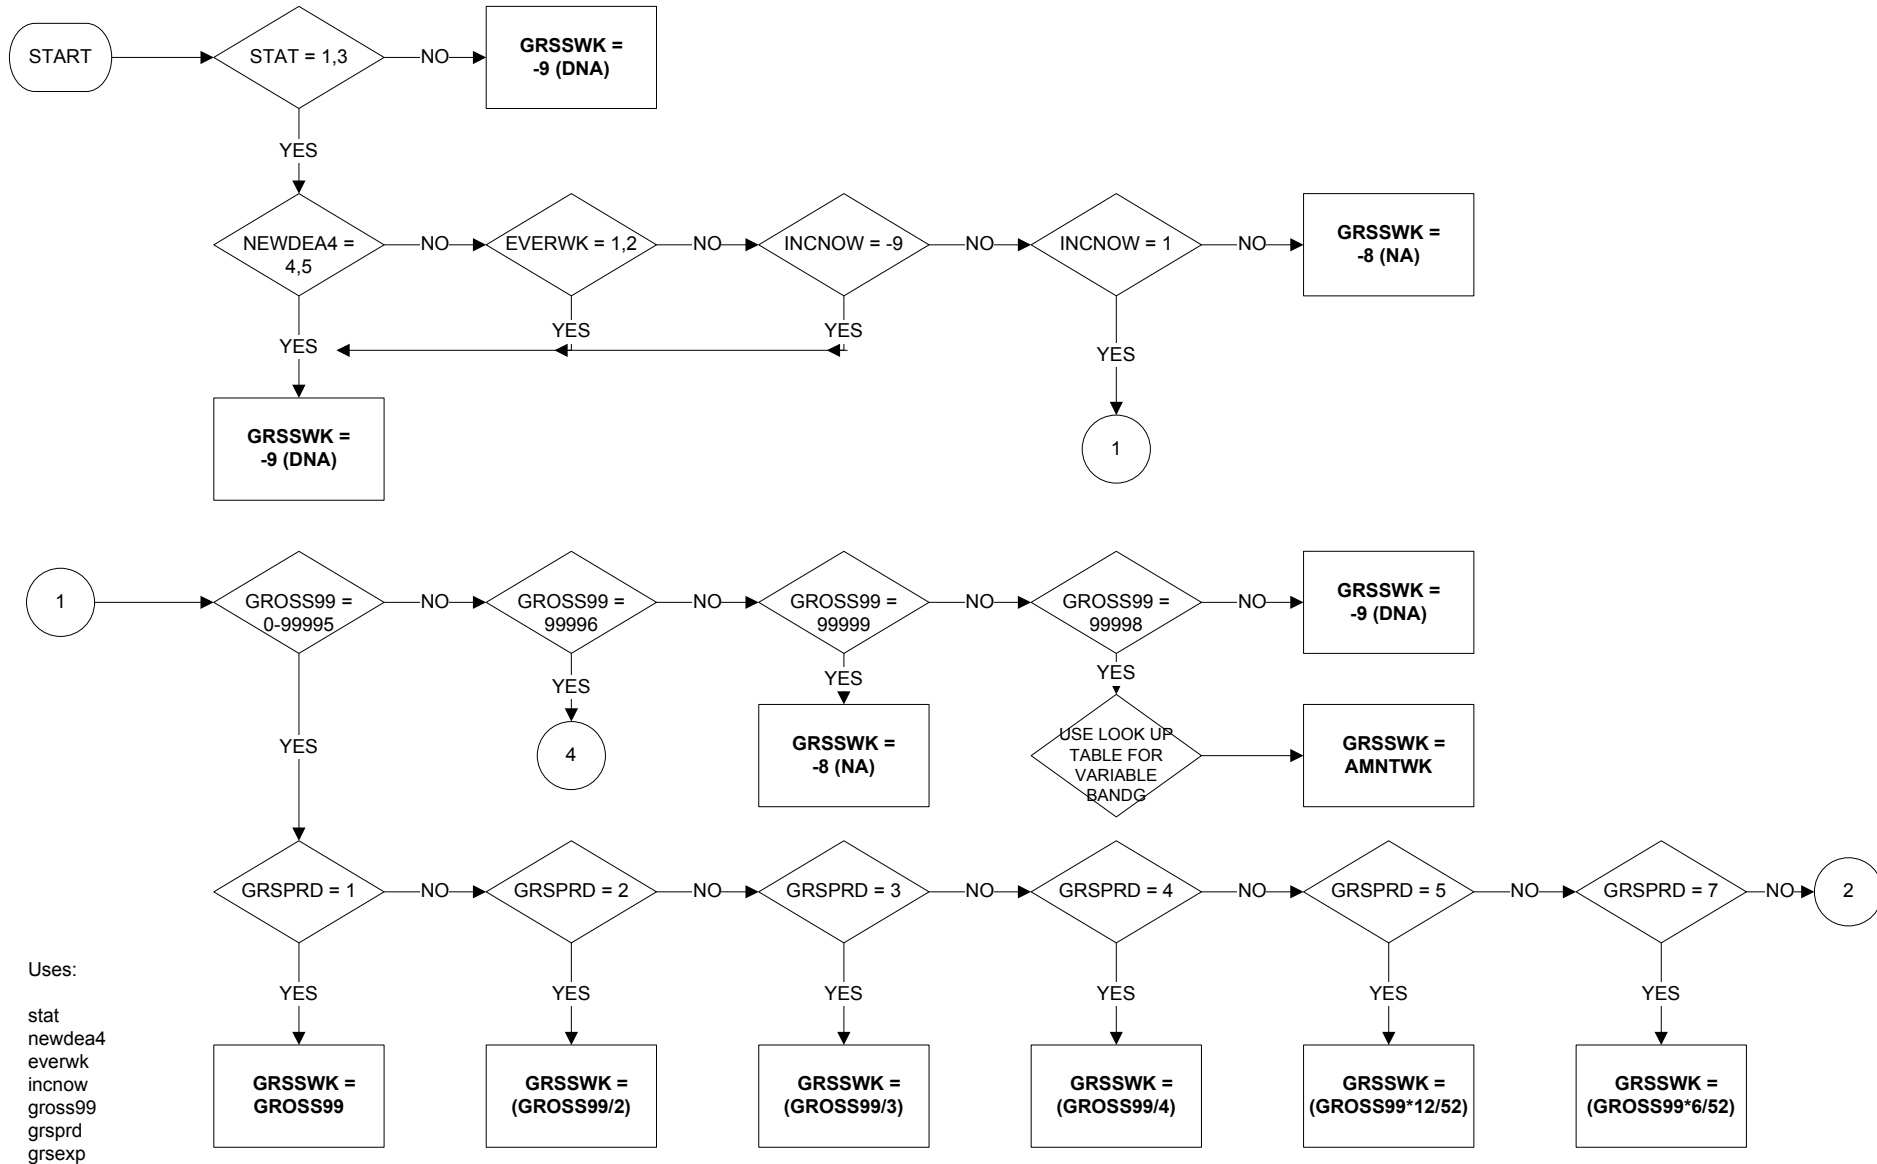 START
STAT = 1,3
NO
GRSSWK =
-9 (DNA)
YES
NEWDEA4 =
4,5
NO
EVERWK = 1,2
NO
INCNOW = -9
NO
INCNOW = 1
NO
GRSSWK =
-8 (NA)
YES
YES
YES
YES
GRSSWK =
-9 (DNA)
1
1
GROSS99 =
0-99995
NO
GROSS99 =
99996
NO
GROSS99 =
99999
NO
GROSS99 =
99998
NO
GRSSWK =
-9 (DNA)
YES
YES
YES
YES
4
GRSSWK =
-8 (NA)
USE LOOK UP
TABLE FOR
VARIABLE
BANDG
GRSSWK =
AMNTWK
GRSPRD = 1
NO
GRSPRD = 2
NO
GRSPRD = 3
NO
GRSPRD = 4
NO
GRSPRD = 5
NO
GRSPRD = 7
NO
2
YES
YES
YES
YES
YES
YES
GRSSWK =
GROSS99
GRSSWK =
(GROSS99/2)
GRSSWK =
(GROSS99/3)
GRSSWK =
(GROSS99/4)
GRSSWK =
(GROSS99*12/52)
GRSSWK =
(GROSS99*6/52)
Uses:
stat
newdea4
everwk
incnow
gross99
grsprd
grsexp